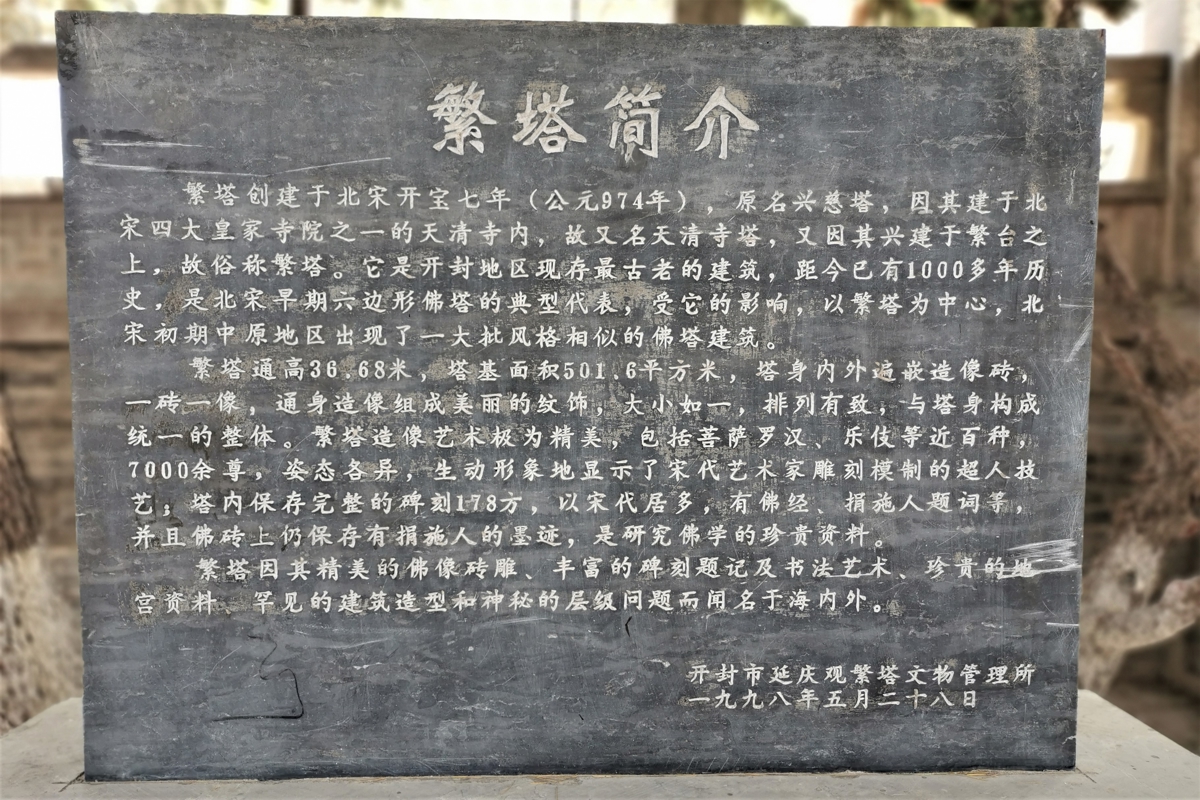 繁塔简介
繁塔创建于北宋开宝七年（公元974年），原名兴慈塔，因其建于北
宋四大皇家寺院之一的天清寺内，故又名天清寺塔，又因其兴建于繁台之
上，故俗称繁塔。它是开封地区现存最古老的建筑，距今已有1000多年历
史，是北宋早期六边形佛塔的典型代表，受它的影响，以繁塔为中心，北
宋初期中原地区出现了一大批风格相似的佛塔建筑。
繁塔通高36.68米，塔基面积501.6平方米，塔身内外遍嵌造像砖，
一砖一像，通身造像组成美丽的纹饰，大小如一，排列有致，与塔身构成
统一的整体。繁塔造像艺术极为精美，包括菩萨罗汉、乐伎等近百种，
7000余尊，姿态各异，生动形象地显示了宋代艺术家雕刻模制的超人技
艺；塔内保存完整的碑刻178方，以宋代居多，有佛经、捐施人题词等，
并且佛砖上仍保存有捐施人的墨迹，是研究佛学的珍贵资料。
繁塔因其精美的佛像砖雕、丰富的碑刻题记及书法艺术、珍贵的地
宫资料、罕见的建筑造型和神秘的层级问题而闻名于海内外。
开封市延庆观繁塔文物管理所
一九九八年五月二十八日